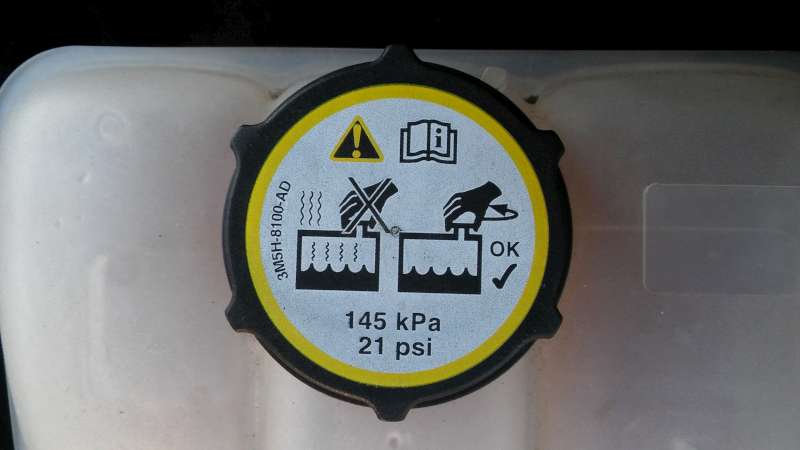 3M5H-8100-AD
OK
145 kPa
21 psi